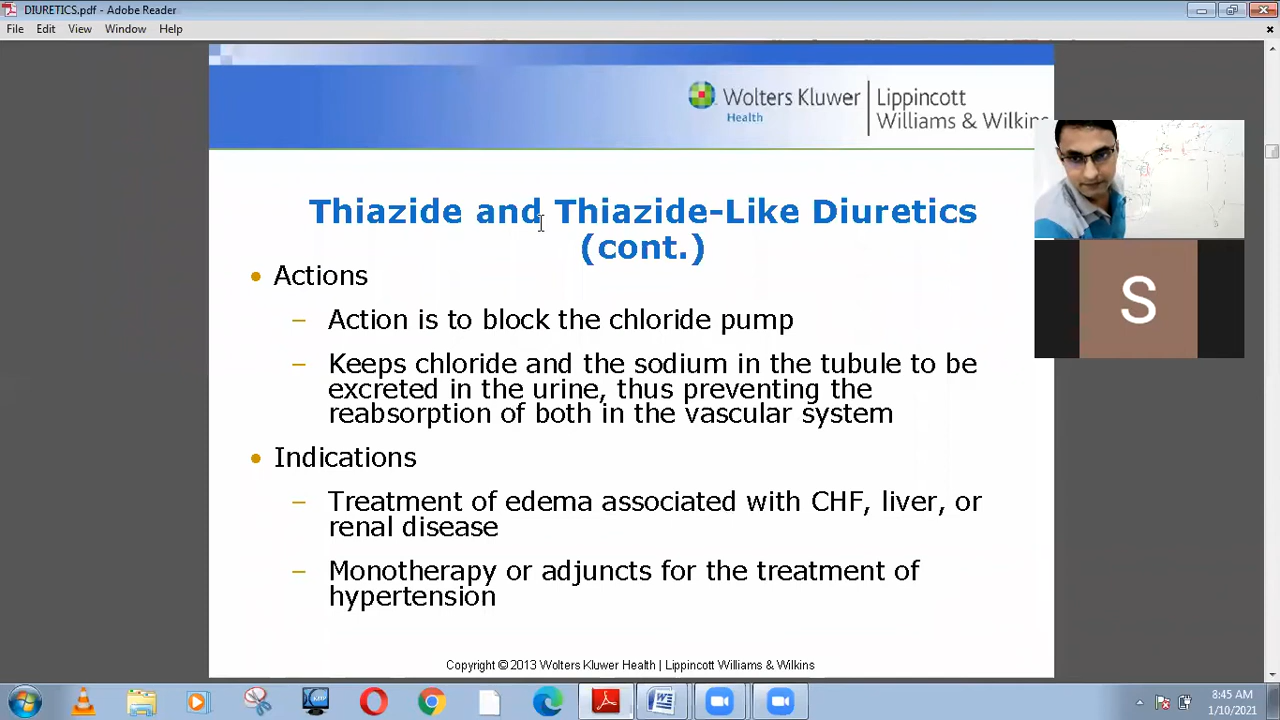 DIURETICS.pdf - Adobe Reader
File Edit View Window Help
Wolters Kluwer
Health
Lippincott
Williams & Wilkins
Thiazide and Thiazide-Like Diuretics
(cont.)
• Actions
– Action is to block the chloride pump
– Keeps chloride and the sodium in the tubule to be
excreted in the urine, thus preventing the
reabsorption of both in the vascular system
• Indications
– Treatment of edema associated with CHF, liver, or
renal disease
– Monotherapy or adjuncts for the treatment of
hypertension
Copyright © 2013 Wolters Kluwer Health | Lippincott Williams & Wilkins
S
8:45 AM
1/10/2021